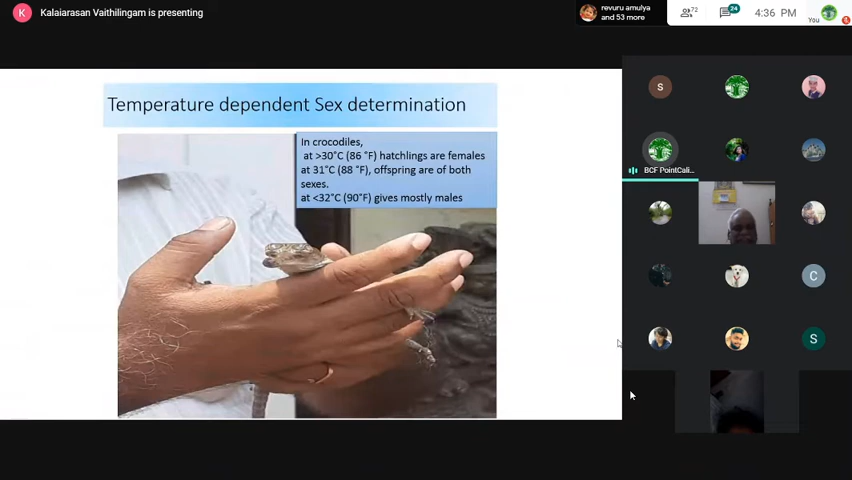 K Kalaiarasan Vaithilingam is presenting
revuru amulya
and 53 more
72
24
4:36 PM
You
Temperature dependent Sex determination
In crocodiles,
at >30°C (86 °F) hatchlings are females
at 31°C (88 °F), offspring are of both
sexes.
at <32°C (90°F) gives mostly males
S
BCF PointCali...
C
S